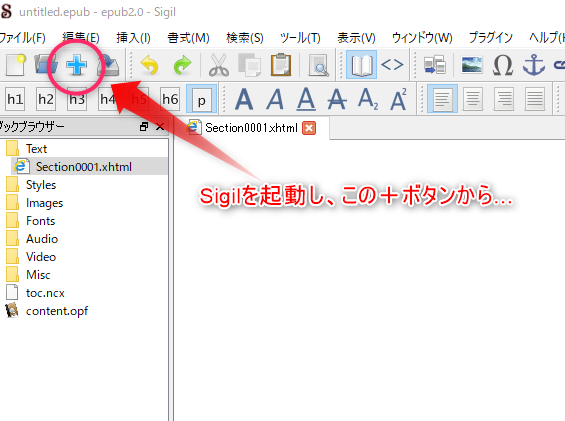 untitled.epub - epub2.0 - Sigil
ファイル(F) 編集(E) 挿入(I) 書式(M) 検索(S) ツール(T) 表示(V) ウィンドウ(W) プラグイン ヘルプ(H
h1 h2 h3 h4 h5 h6 p A A A A A2 A2
ックブラウザー
Section0001.xhtml
Text
Section0001.xhtml
Styles
Images
Fonts
Audio
Video
Misc
toc.ncx
content.opf
Sigilを起動し、この＋ボタンから...